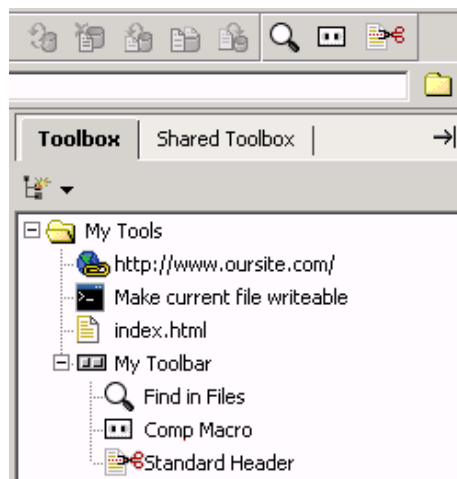 Toolbox Shared Toolbox
My Tools
http://www.oursite.com/
Make current file writeable
index.html
My Toolbar
Find in Files
Comp Macro
Standard Header